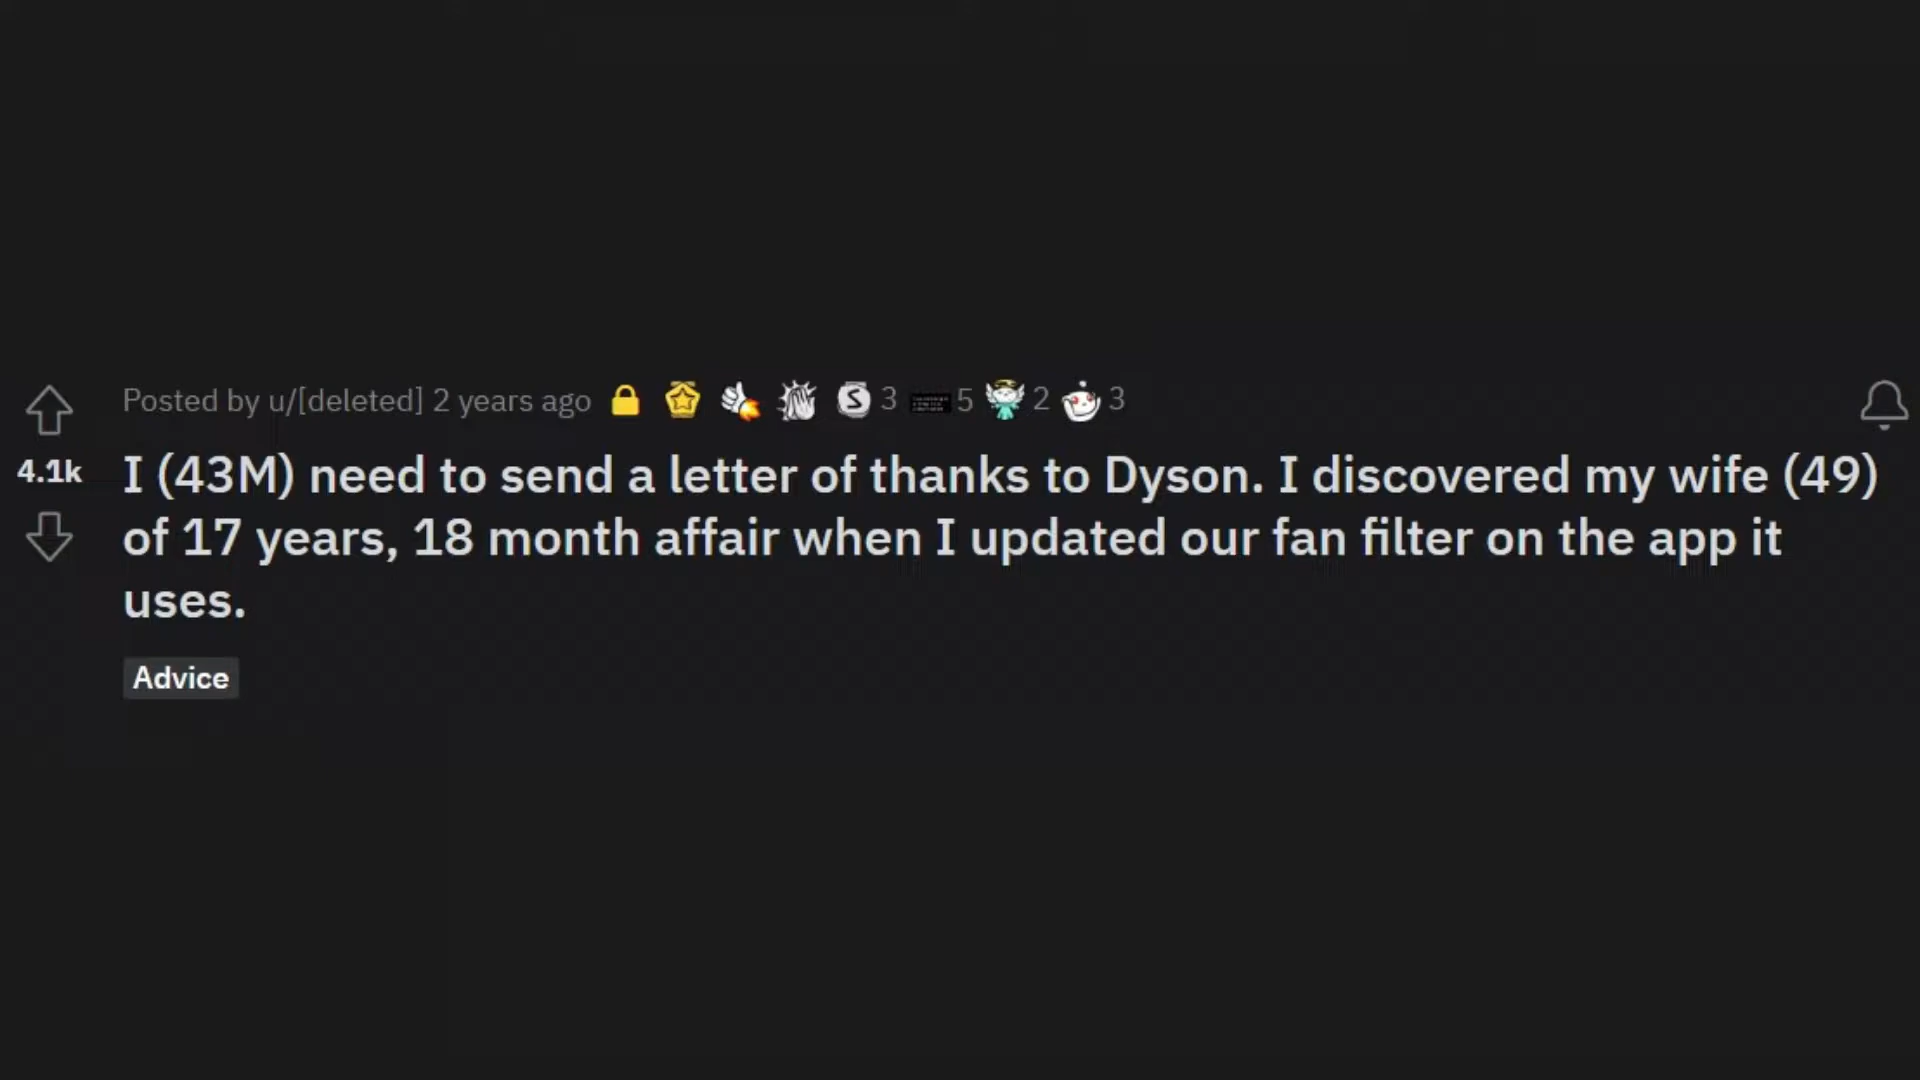 Posted by u/[deleted] 2 years ago 3 5 2 3
4.1k
I (43M) need to send a letter of thanks to Dyson. I discovered my wife (49)
of 17 years, 18 month affair when I updated our fan filter on the app it
uses.
Advice